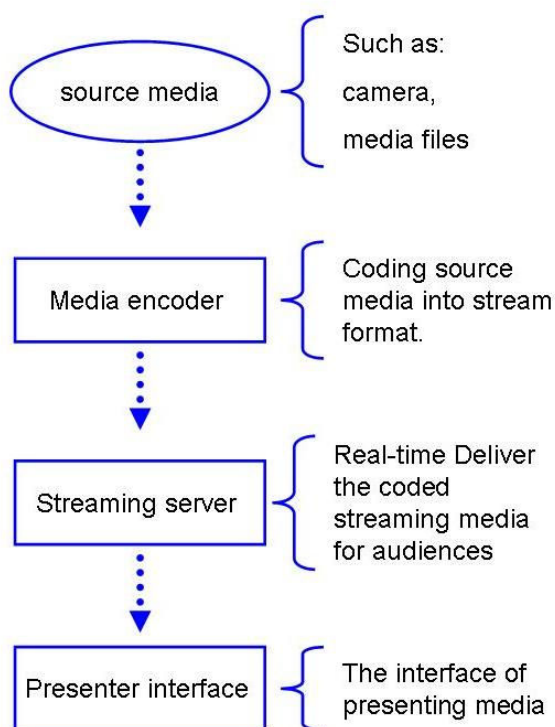 source media
Such as:
camera,
media files
Media encoder
Coding source
media into stream
format.
Streaming server
Real-time Deliver
the coded
streaming media
for audiences
Presenter interface
The interface of
presenting media